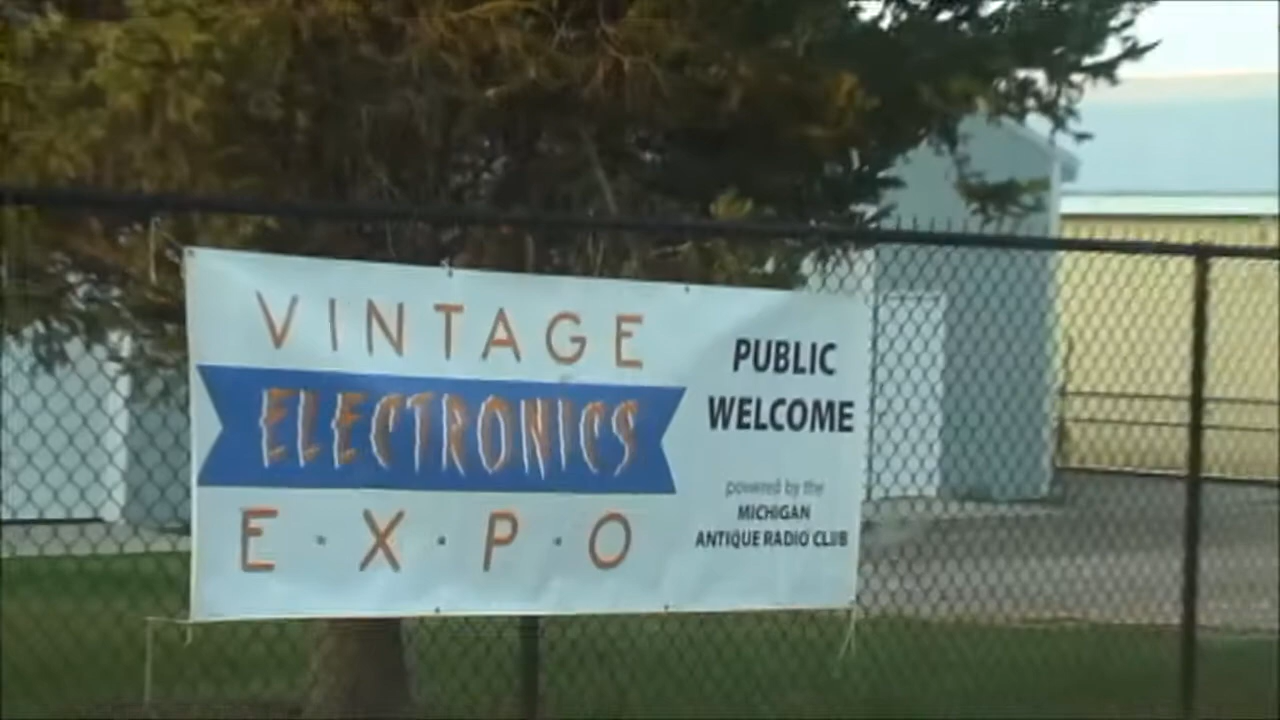 VINTAGE
ELECTRONICS
E·X·P·O
PUBLIC
WELCOME
powered by the
MICHIGAN
ANTIQUE RADIO CLUB